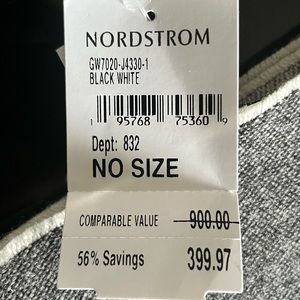 NORDSTROM
GW7020-J4330-1
BLACK WHITE
1 95768 75360 9
Dept: 832
NO SIZE
COMPARABLE VALUE 900.00
56% Savings 399.97